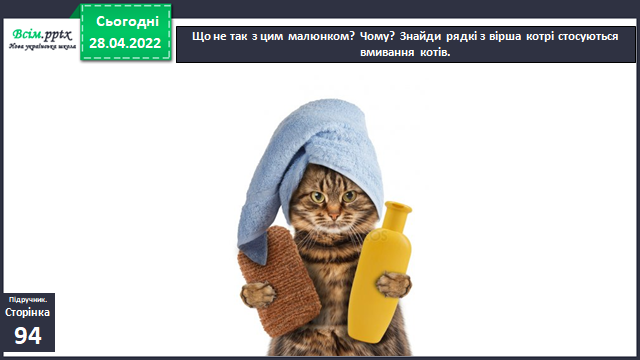 Всім.pptx
Нова українська школа
Сьогодні
28.04.2022
Що не так з цим малюнком? Чому? Знайди рядкі з вірша котрі стосуються
вмивання котів.
Підручник.
Сторінка
94